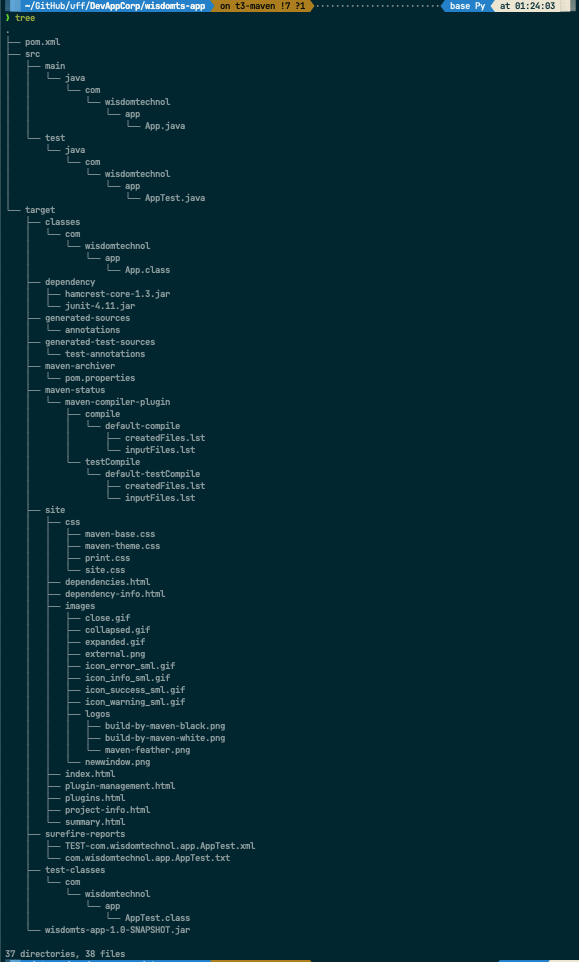 ~/GitHub/uff/DevAppCorp/wisdomts-app on t3-maven !7 ?1 base Py at 01:24:03
❯ tree
.
├── pom.xml
├── src
│   ├── main
│   │   └── java
│   │       └── com
│   │           └── wisdomtechnol
│   │               └── app
│   │                   └── App.java
│   └── test
│       └── java
│           └── com
│               └── wisdomtechnol
│                   └── app
│                       └── AppTest.java
└── target
    ├── classes
    │   └── com
    │       └── wisdomtechnol
    │           └── app
    │               └── App.class
    ├── dependency
    │   ├── hamcrest-core-1.3.jar
    │   └── junit-4.11.jar
    ├── generated-sources
    │   └── annotations
    ├── generated-test-sources
    │   └── test-annotations
    ├── maven-archiver
    │   └── pom.properties
    ├── maven-status
    │   └── maven-compiler-plugin
    │       ├── compile
    │       │   └── default-compile
    │       │       ├── createdFiles.lst
    │       │       └── inputFiles.lst
    │       └── testCompile
    │           └── default-testCompile
    │               ├── createdFiles.lst
    │               └── inputFiles.lst
    ├── site
    │   ├── css
    │   │   ├── maven-base.css
    │   │   ├── maven-theme.css
    │   │   ├── print.css
    │   │   └── site.css
    │   ├── dependencies.html
    │   ├── dependency-info.html
    │   ├── images
    │   │   ├── close.gif
    │   │   ├── collapsed.gif
    │   │   ├── expanded.gif
    │   │   ├── external.png
    │   │   ├── icon_error_sml.gif
    │   │   ├── icon_info_sml.gif
    │   │   ├── icon_success_sml.gif
    │   │   ├── icon_warning_sml.gif
    │   │   ├── logos
    │   │   │   ├── build-by-maven-black.png
    │   │   │   ├── build-by-maven-white.png
    │   │   │   └── maven-feather.png
    │   │   └── newwindow.png
    │   ├── index.html
    │   ├── plugin-management.html
    │   ├── plugins.html
    │   ├── project-info.html
    │   └── summary.html
    ├── surefire-reports
    │   ├── TEST-com.wisdomtechnol.app.AppTest.xml
    │   └── com.wisdomtechnol.app.AppTest.txt
    ├── test-classes
    │   └── com
    │       └── wisdomtechnol
    │           └── app
    │               └── AppTest.class
    └── wisdomts-app-1.0-SNAPSHOT.jar
37 directories, 38 files